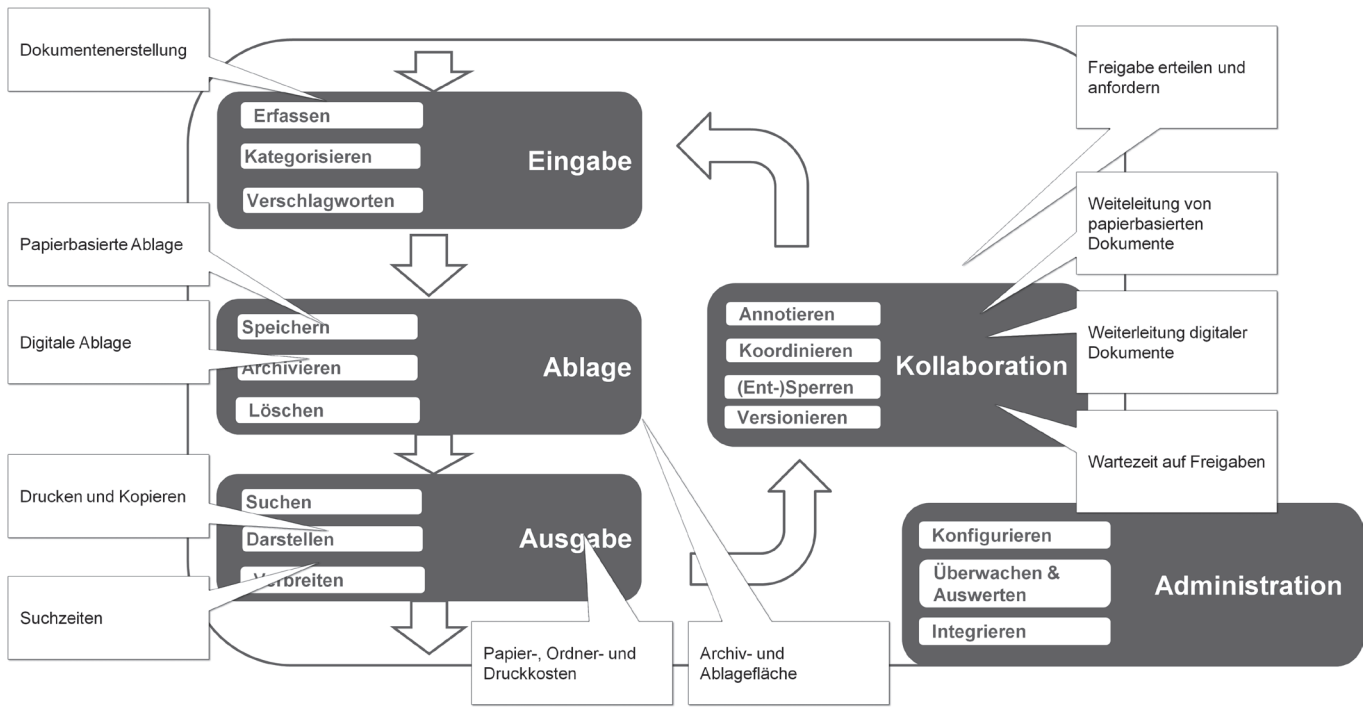 Dokumentenerstellung
Erfassen
Kategorisieren
Verschlagworten
Eingabe
Freigabe erteilen und
anfordern
Papierbasierte Ablage
Digitale Ablage
Speichern
Archivieren
Löschen
Ablage
Weiteleitung von
papierbasierten
Dokumente
Weiterleitung digitaler
Dokumente
Wartezeit auf Freigaben
Annotieren
Koordinieren
(Ent-)Sperren
Versionieren
Kollaboration
Drucken und Kopieren
Suchzeiten
Suchen
Darstellen
Verbreiten
Ausgabe
Papier-, Ordner- und
Druckkosten
Archiv- und
Ablagefläche
Konfigurieren
Überwachen &
Auswerten
Integrieren
Administration